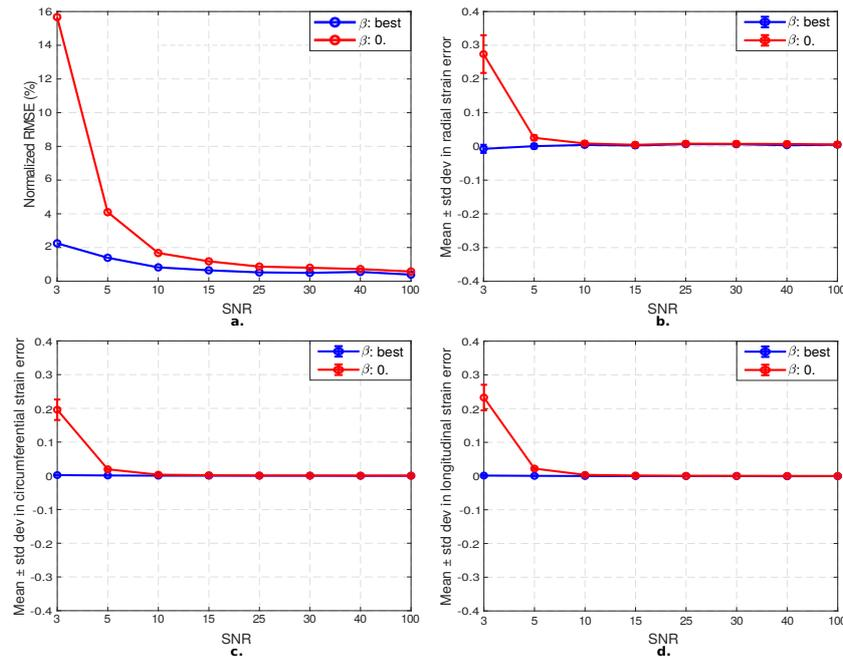 Normalized RMSE (%)
16
14
12
10
8
6
4
2
0
3 5 10 15 25 30 40 100
SNR
β: best
β: 0.
a.
Mean ± std dev in radial strain error
0.4
0.3
0.2
0.1
0
-0.1
-0.2
-0.3
-0.4
3 5 10 15 25 30 40 100
SNR
β: best
β: 0.
b.
Mean ± std dev in circumferential strain error
0.4
0.3
0.2
0.1
0
-0.1
-0.2
-0.3
-0.4
3 5 10 15 25 30 40 100
SNR
β: best
β: 0.
c.
Mean ± std dev in longitudinal strain error
0.4
0.3
0.2
0.1
0
-0.1
-0.2
-0.3
-0.4
3 5 10 15 25 30 40 100
SNR
β: best
β: 0.
d.